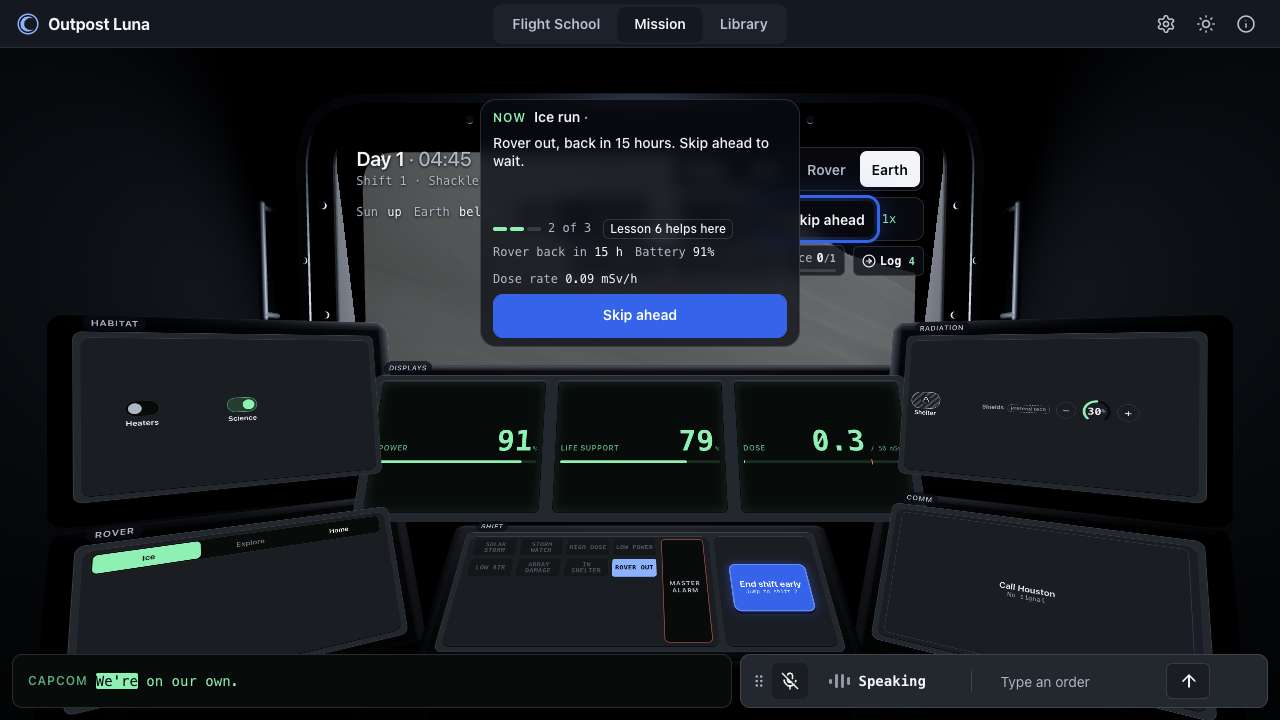 Outpost Luna
Flight School
Mission
Library
NOW Ice run ·
Rover out, back in 15 hours. Skip ahead to
wait.
2 of 3
Lesson 6 helps here
Rover back in 15 h Battery 91%
Dose rate 0.09 mSv/h
Skip ahead
Day 1 · 04:45
Shift 1 · Shackle
Sun up Earth bel
Rover
Earth
kip ahead
1x
ce 0/1
Log 4
HABITAT
Heaters
Science
DISPLAYS
POWER
91%
LIFE SUPPORT
79%
DOSE
0.3
RADIATION
Shelter
Shields
30%
ROVER
Ice
Explore
Home
SHIFT
SOLAR STORM
STORM WATCH
HIGH DOSE
LOW POWER
LOW AIR
ARRAY DAMAGE
IN SHELTER
ROVER OUT
MASTER ALARM
End shift early
Jump to Shift 2
COMM
Call Houston
No signal
CAPCOM We're on our own.
Speaking
Type an order